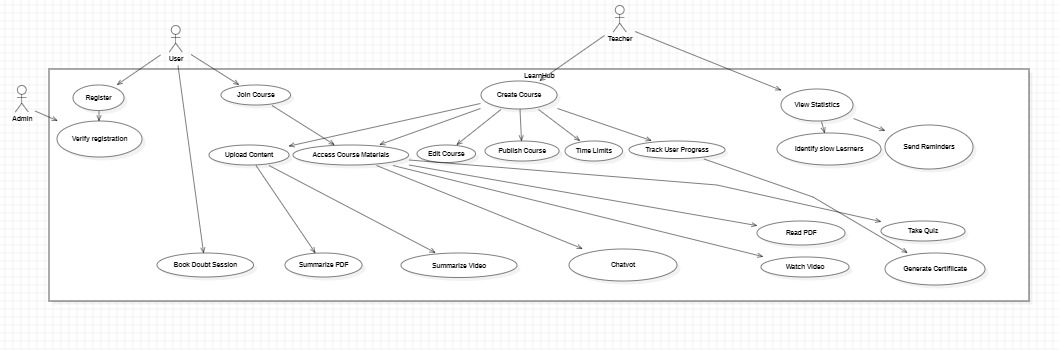 Teacher
User
LearnHub
Admin
Register
Join Course
Create Course
View Statistics
Verify registration
Upload Content
Access Course Materials
Edit Course
Publish Course
Time Limits
Track User Progress
Identify slow Lesrners
Send Reminders
Read PDF
Take Quiz
Book Doubt Session
Summarize PDF
Summarize Video
Chatvot
Watch Video
Generate Certificate